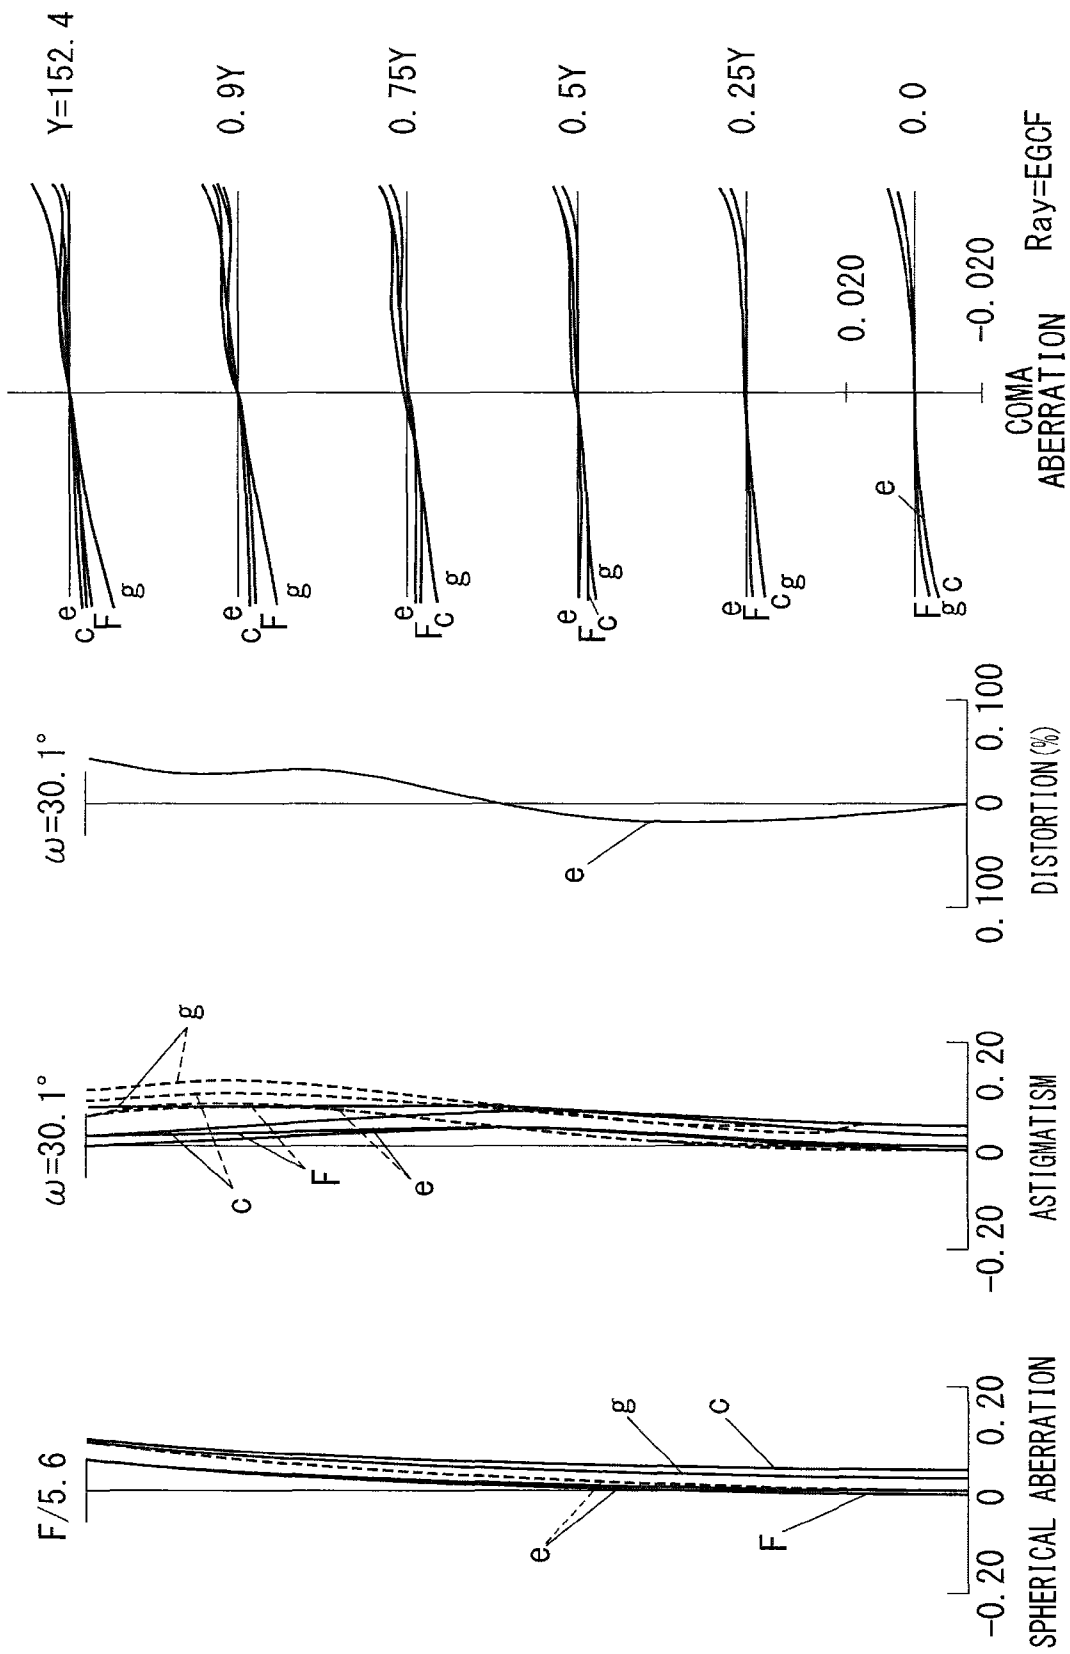 F/5.6
e
F
g
c
-0.20
0
0.20
SPHERICAL ABERRATION
ω=30.1°
g
c
F
e
-0.20
0
0.20
ASTIGMATISM
ω=30.1°
e
0.100
0
0.100
DISTORTION(%)
Y=152.4
e
c
F
g
0.9Y
e
c
F
g
0.75Y
e
F
c
g
0.5Y
e
F
c
g
0.25Y
e
F
c
g
0.0
e
F
g
c
0.020
-0.020
COMA
ABERRATION
Ray=EGCF